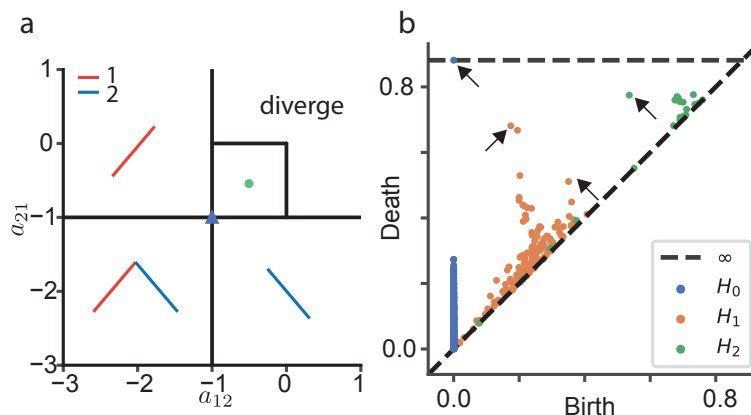 a
1
2
diverge
1
0
−1
−2
−3
a₂₁
−3
−2
−1
0
1
a₁₂
b
0.8
0.0
Death
∞
H₀
H₁
H₂
0.0
0.8
Birth